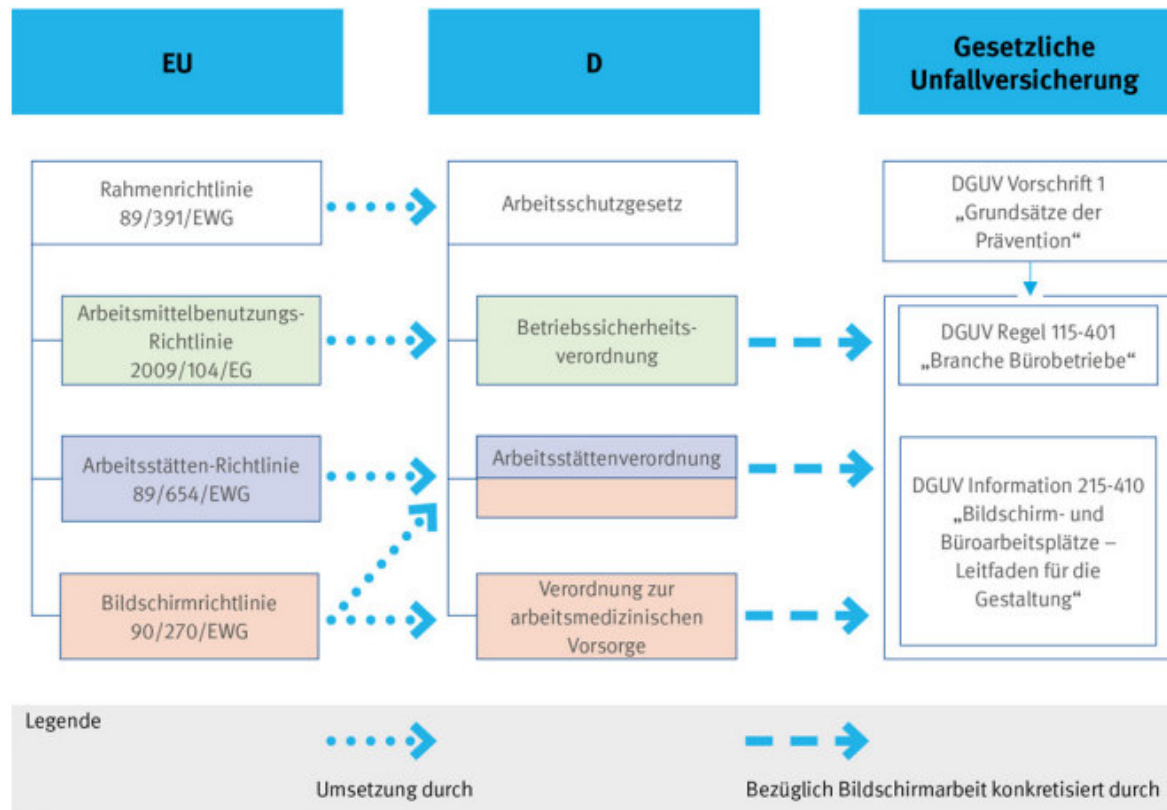 EU
D
Gesetzliche
Unfallversicherung
Rahmenrichtlinie
89/391/EWG
Arbeitsschutzgesetz
DGUV Vorschrift 1
„Grundsätze der
Prävention“
Arbeitsmittelbenutzungs-
Richtlinie
2009/104/EG
Betriebssicherheits-
verordnung
DGUV Regel 115-401
„Branche Bürobetriebe“
Arbeitsstätten-Richtlinie
89/654/EWG
Arbeitsstättenverordnung
DGUV Information 215-410
„Bildschirm- und
Büroarbeitsplätze –
Leitfaden für die
Gestaltung“
Bildschirmrichtlinie
90/270/EWG
Verordnung zur
arbeitsmedizinischen
Vorsorge
Legende
Umsetzung durch
Bezüglich Bildschirmarbeit konkretisiert durch